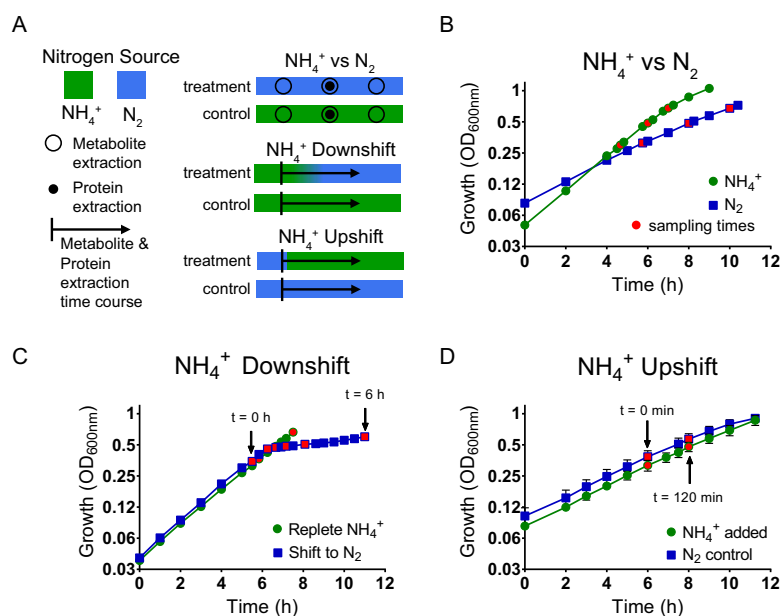 A
Nitrogen Source
NH₄⁺
N₂
Metabolite
extraction
Protein
extraction
Metabolite &
Protein
extraction
time course
NH₄⁺ vs N₂
treatment
control
NH₄⁺ Downshift
treatment
control
NH₄⁺ Upshift
treatment
control
B
NH₄⁺ vs N₂
Growth (OD₆₀₀ₙₘ)
1
0.5
0.25
0.12
0.06
0.03
0 2 4 6 8 10 12
Time (h)
NH₄⁺
N₂
sampling times
C
NH₄⁺ Downshift
Growth (OD₆₀₀ₙₘ)
1
0.5
0.25
0.12
0.06
0.03
0 2 4 6 8 10 12
Time (h)
t = 0 h
t = 6 h
Replete NH₄⁺
Shift to N₂
D
NH₄⁺ Upshift
Growth (OD₆₀₀ₙₘ)
1
0.5
0.25
0.12
0.06
0.03
0 2 4 6 8 10 12
Time (h)
t = 0 min
t = 120 min
NH₄⁺ added
N₂ control